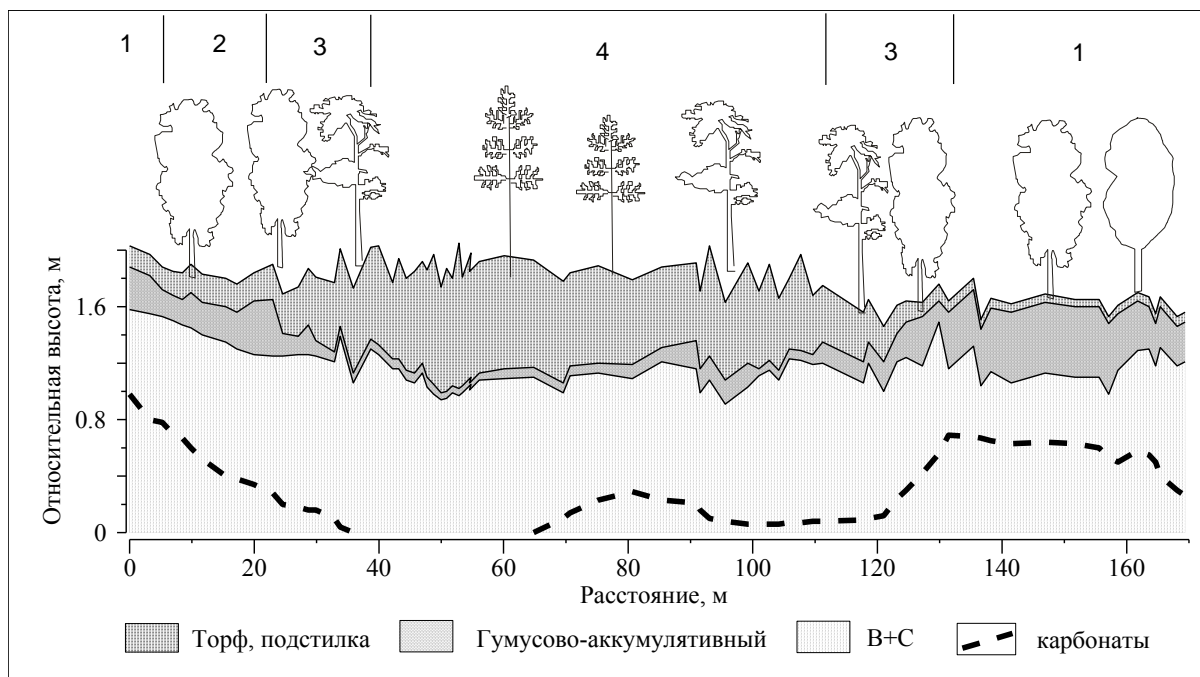 1 2 3 4 3 1
Относительная высота, м
1.6
0.8
0
0 20 40 60 80 100 120 140 160
Расстояние, м
Торф, подстилка Гумусово-аккумулятивный В+С карбонаты